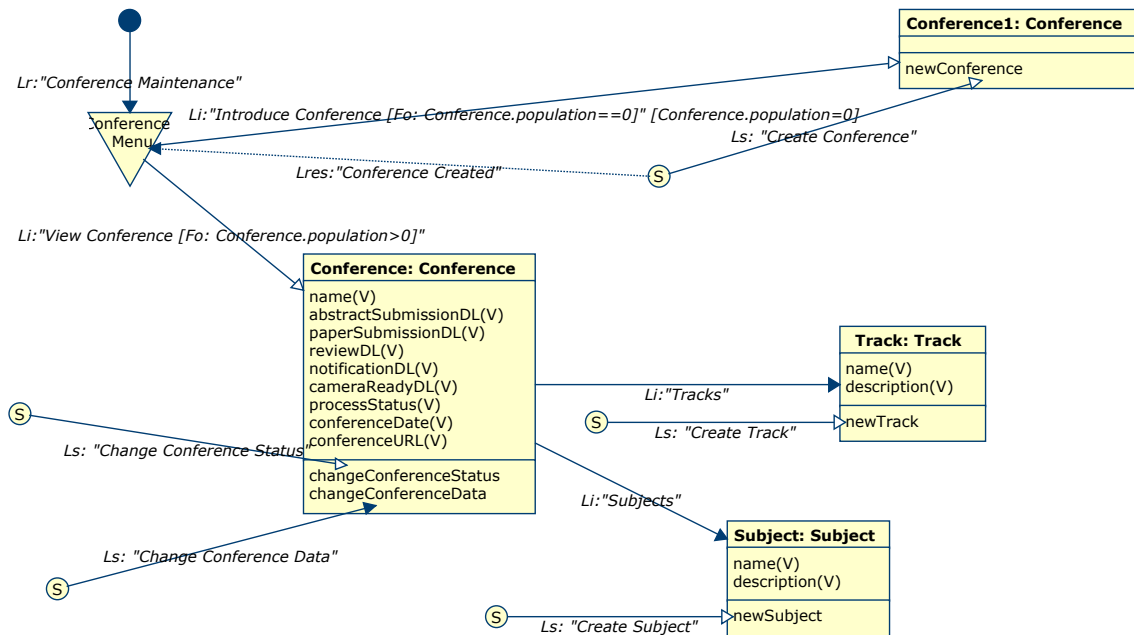 Conference1: Conference
newConference
Lr:"Conference Maintenance"
Li:"Introduce Conference [Fo: Conference.population==0]" [Conference.population=0]
Conference
Menu
Ls: "Create Conference"
Lres:"Conference Created"
S
Li:"View Conference [Fo: Conference.population>0]"
Conference: Conference
name(V)
abstractSubmissionDL(V)
paperSubmissionDL(V)
reviewDL(V)
notificationDL(V)
cameraReadyDL(V)
processStatus(V)
conferenceDate(V)
conferenceURL(V)
changeConferenceStatus
changeConferenceData
Track: Track
name(V)
description(V)
newTrack
Li:"Tracks"
S
Ls: "Create Track"
S
Ls: "Change Conference Status"
Li:"Subjects"
Ls: "Change Conference Data"
S
Subject: Subject
name(V)
description(V)
newSubject
S
Ls: "Create Subject"